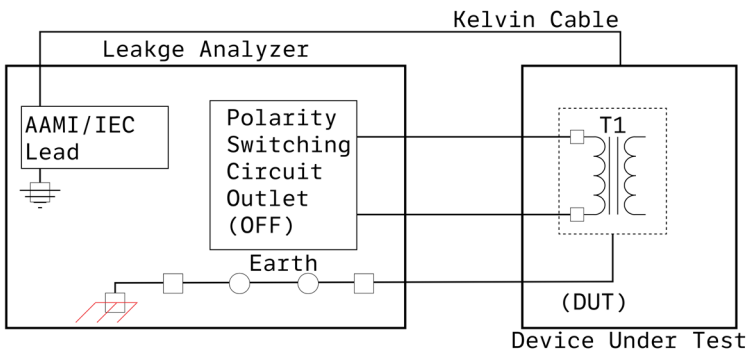 Kelvin Cable
Leakge Analyzer
AAMI/IEC
Lead
Polarity
Switching
Circuit
Outlet
(OFF)
T1
Earth
(DUT)
Device Under Test